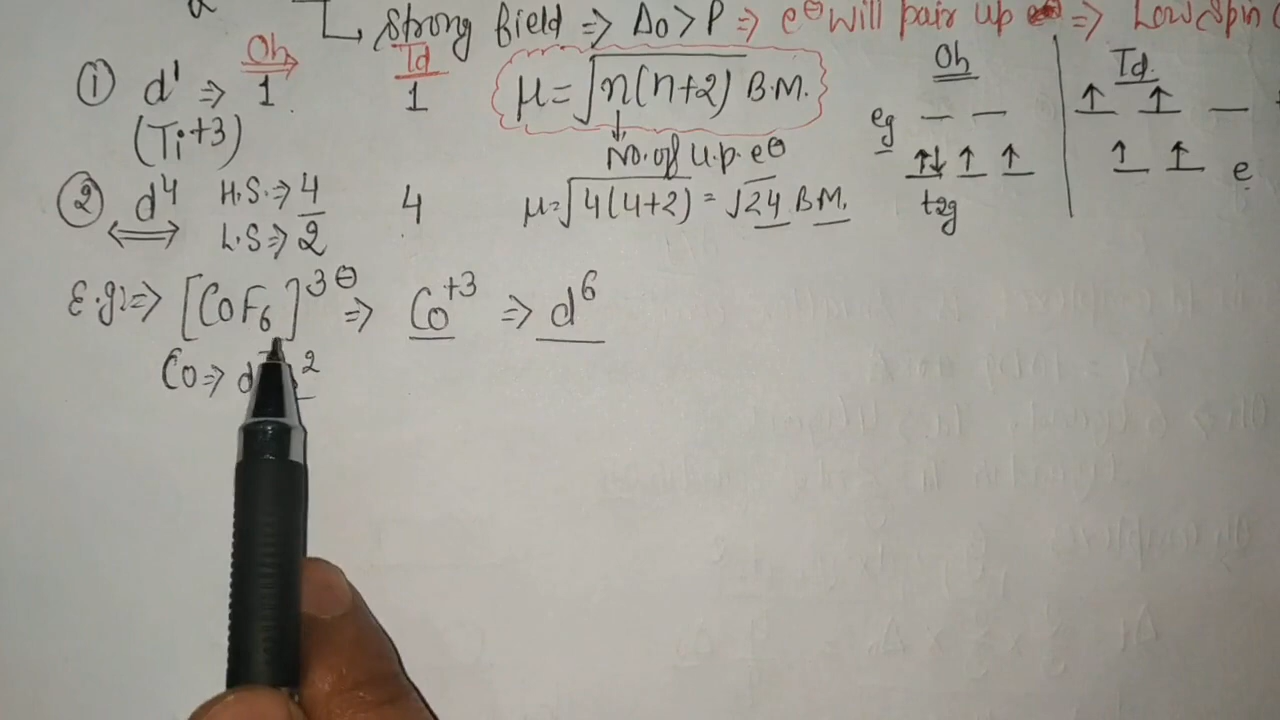 ↳ strong field ⇒ Δo > P ⇒ e⊖ will pair up ⇒ Low Spin
Oh Td
① d¹ ⇒ 1 1 μ = √n(n+2) B.M.
(Ti+3)
No. of u.p. e⊖
② d⁴ H.S. ⇒ 4 4 μ = √4(4+2) = √24 B.M.
L.S ⇒ 2
Oh Td.
eg
↑↓ ↑ ↑ ↑ ↑ e
t2g
E.g: ⇒ [CoF6]3⊖ ⇒ Co+3 ⇒ d⁶
Co ⇒ d 2